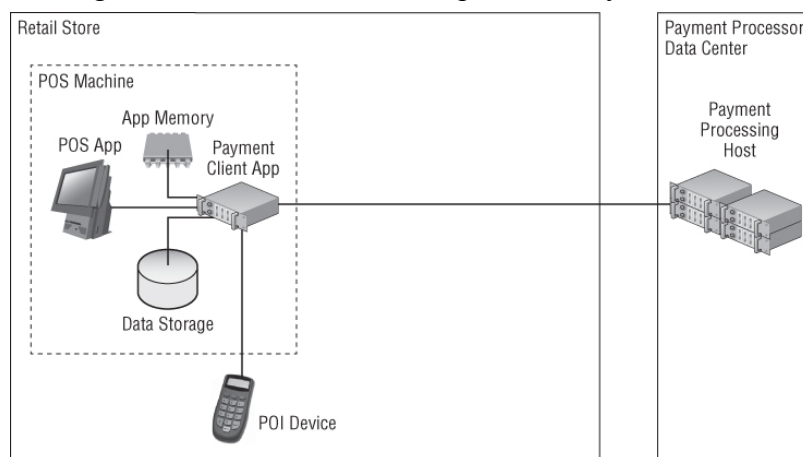 Retail Store
Payment Processor
Data Center
POS Machine
App Memory
POS App
Payment
Client App
Payment
Processing
Host
Data Storage
POI Device